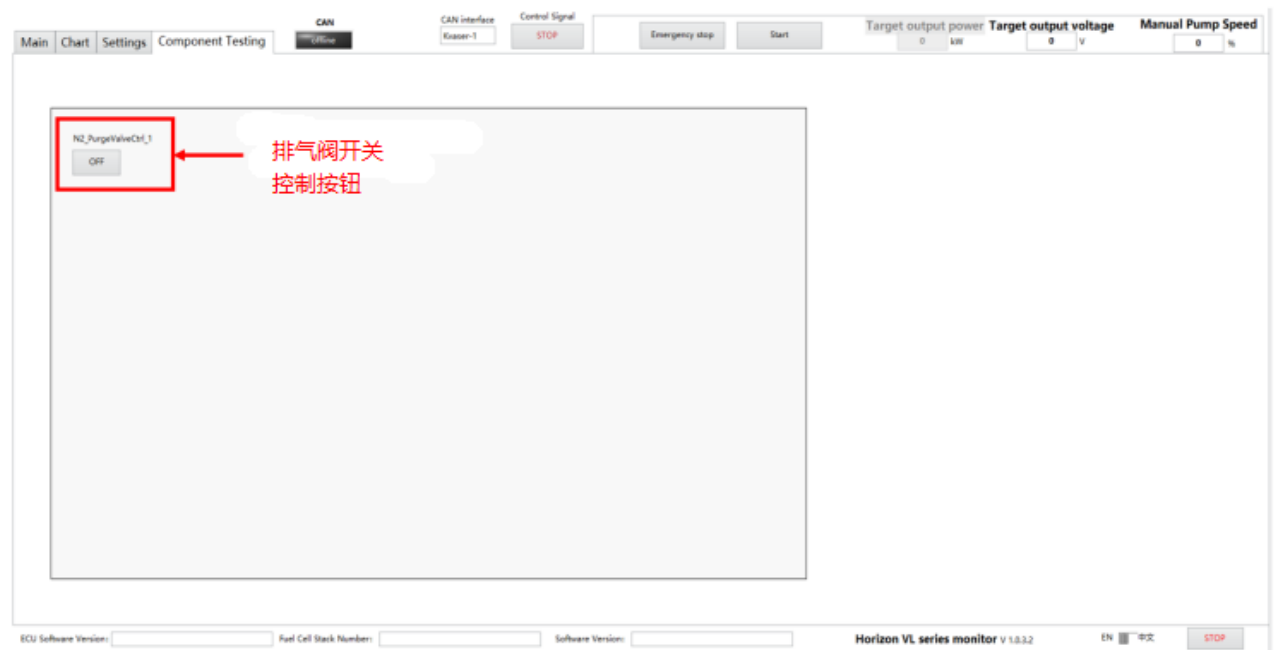 CAN
CAN interface
Control Signal
Main Chart Settings Component Testing
offline
Kvaser-1
STOP
Emergency stop
Start
Target output power
0 kW
Target output voltage
0 V
Manual Pump Speed
0 %
N2_PurgeValveCtrl_1
OFF
排气阀开关
控制按钮
ECU Software Version:
Fuel Cell Stack Number:
Software Version:
Horizon VL series monitor V 1.0.3.2
EN 中文
STOP